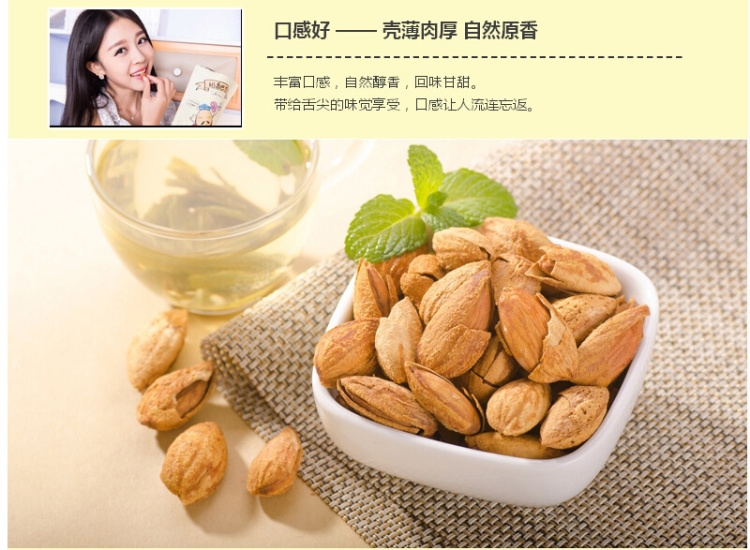 口感好 —— 壳薄肉厚 自然原香
丰富口感，自然醇香，回味甘甜。
带给舌尖的味觉享受，口感让人流连忘返。